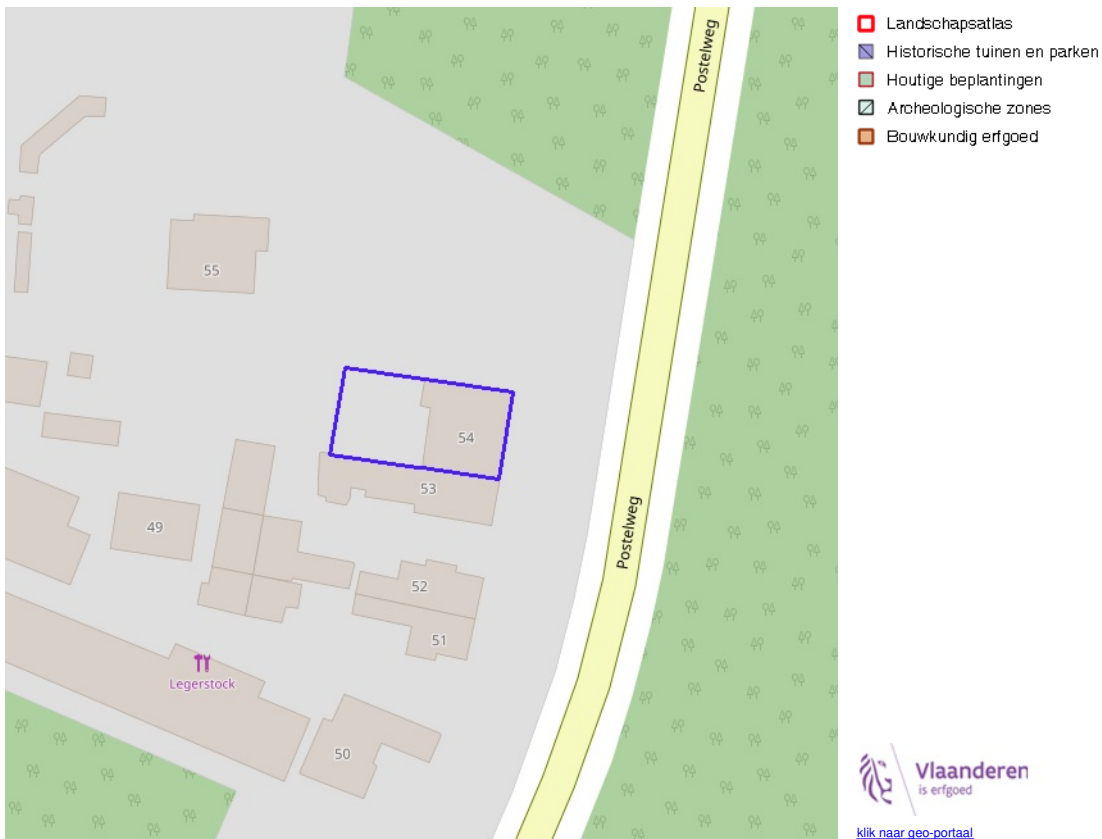 Postelweg
55
54
53
49
52
Postelweg
51
Legerstock
50
Landschapsatlas
Historische tuinen en parken
Houtige beplantingen
Archeologische zones
Bouwkundig erfgoed
Vlaanderen
is erfgoed
klik naar geo-portaal